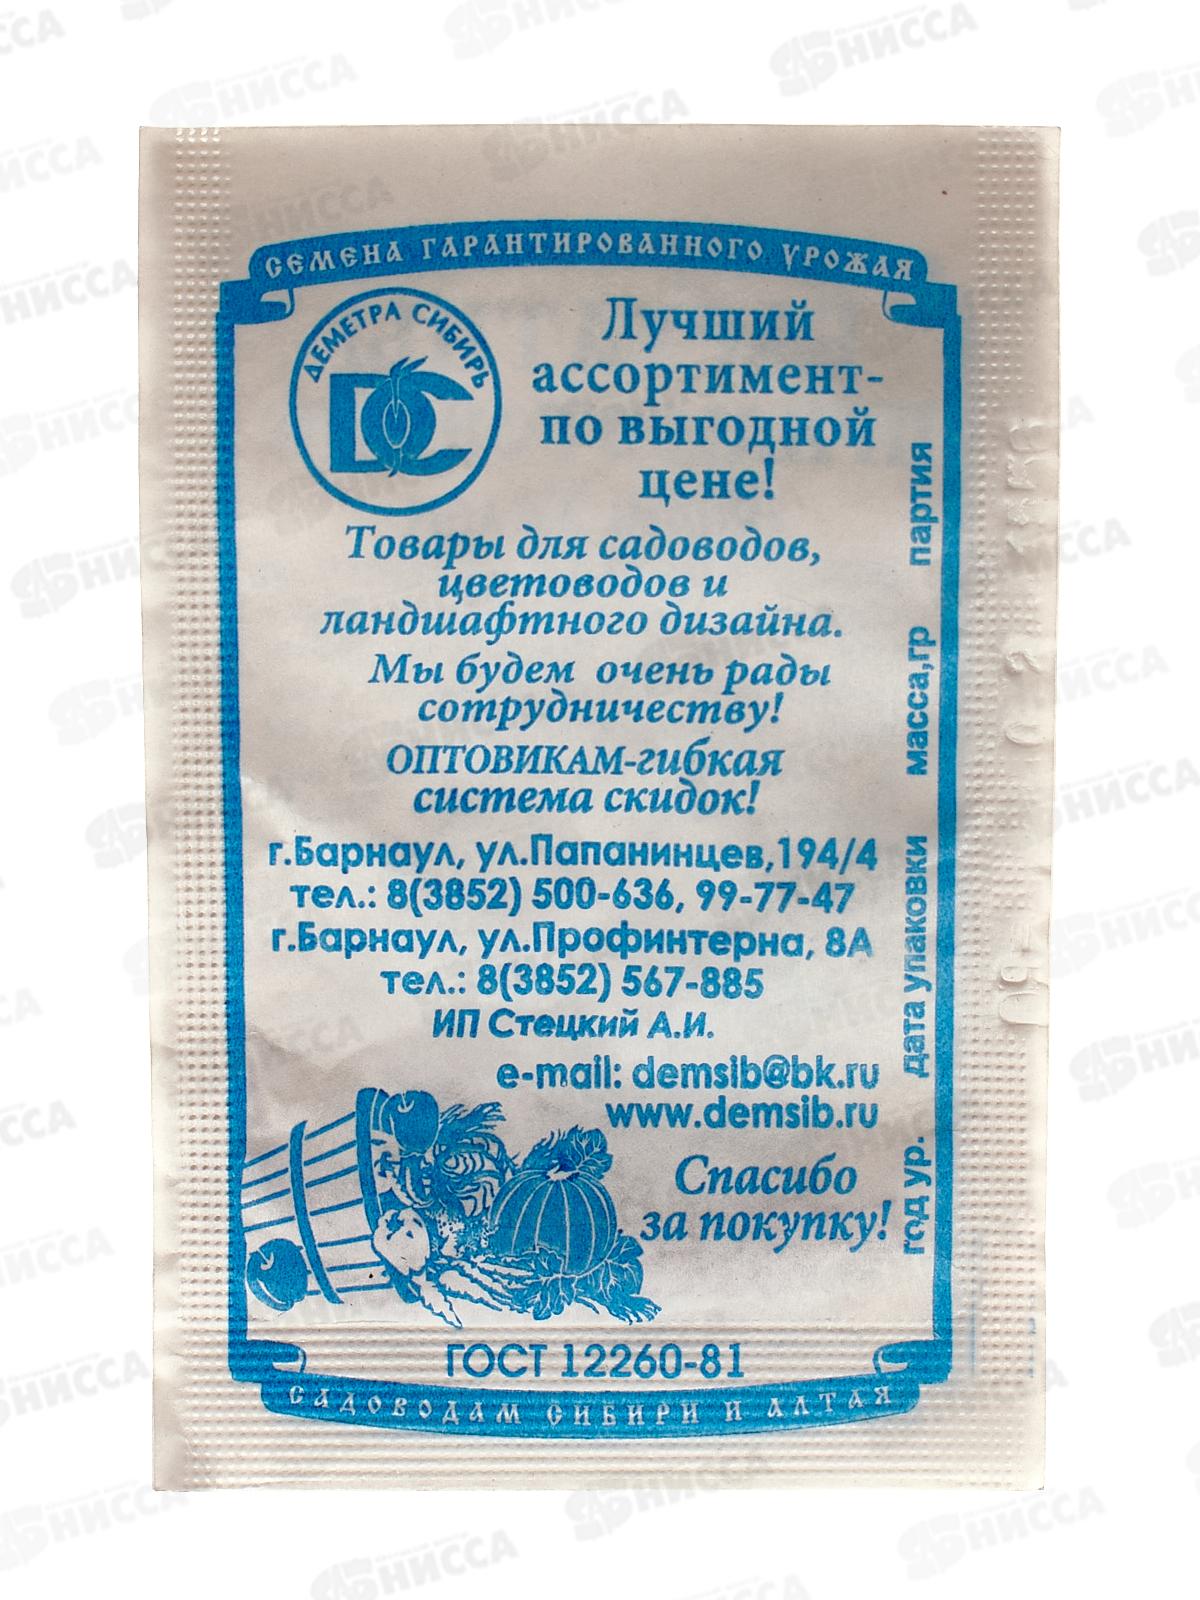 СЕМЕНА ГАРАНТИРОВАННОГО УРОЖАЯ
ДЕМЕТРА СИБИРЬ
DC
Лучший
ассортимент-
по выгодной
цене!
Товары для садоводов,
цветоводов и
ландшафтного дизайна.
Мы будем очень рады
сотрудничеству!
ОПТОВИКАМ-гибкая
система скидок!
г.Барнаул, ул.Папанинцев,194/4
тел.: 8(3852) 500-636, 99-77-47
г.Барнаул, ул.Профинтерна, 8А
тел.: 8(3852) 567-885
ИП Стецкий А.И.
e-mail: demsib@bk.ru
www.demsib.ru
Спасибо
за покупку!
год ур. дата упаковки масса,гр партия
ГОСТ 12260-81
САДОВОДАМ СИБИРИ И АЛТАЯ